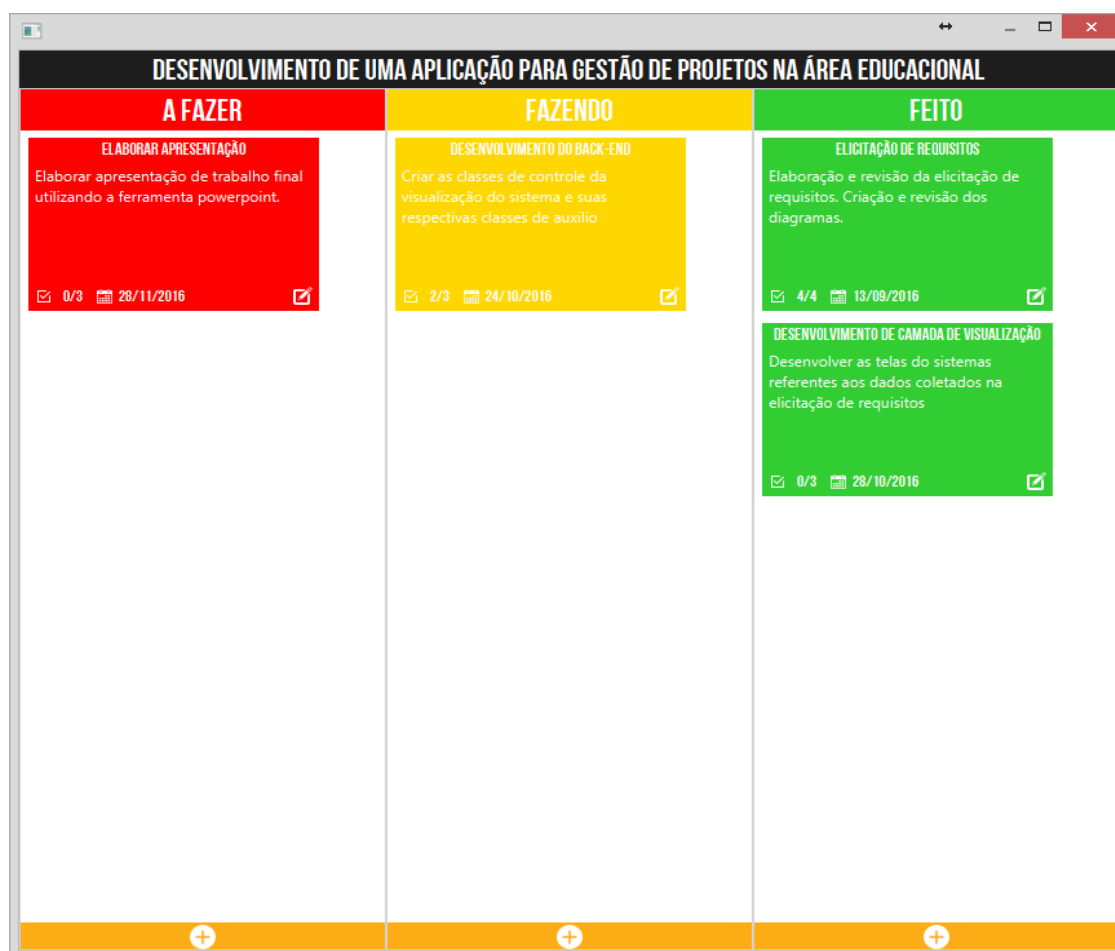 DESENVOLVIMENTO DE UMA APLICAÇÃO PARA GESTÃO DE PROJETOS NA ÁREA EDUCACIONAL
A FAZER
ELABORAR APRESENTAÇÃO
Elaborar apresentação de trabalho final
utilizando a ferramenta powerpoint.
0/3 28/11/2016
FAZENDO
DESENVOLVIMENTO DO BACK-END
Criar as classes de controle da
visualização do sistema e suas
respectivas classes de auxilio
2/3 24/10/2016
FEITO
ELICITAÇÃO DE REQUISITOS
Elaboração e revisão da elicitação de
requisitos. Criação e revisão dos
diagramas.
4/4 13/09/2016
DESENVOLVIMENTO DE CAMADA DE VISUALIZAÇÃO
Desenvolver as telas do sistemas
referentes aos dados coletados na
elicitação de requisitos
0/3 28/10/2016